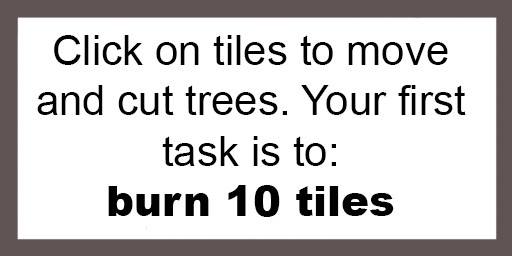 Click on tiles to move
and cut trees. Your first
task is to:
burn 10 tiles